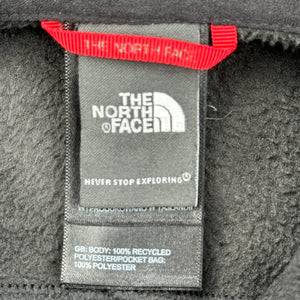 THE NORTH FACE
THE
NORTH
FACE
NEVER STOP EXPLORING
GB: BODY: 100% RECYCLED
POLYESTER/POCKET BAG:
100% POLYESTER